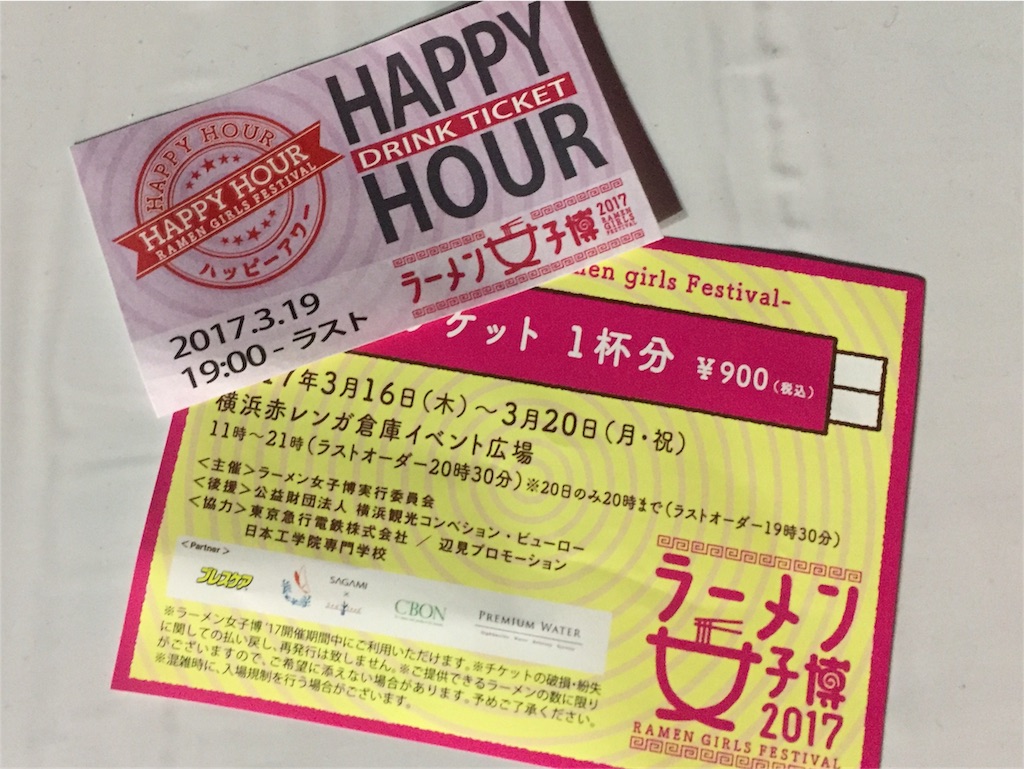 HAPPY
DRINK TICKET
HOUR
HAPPY HOUR
HAPPY HOUR
RAMEN GIRLS FESTIVAL
ハッピーアワー
ラーメン女子博 2017
RAMEN
GIRLS
FESTIVAL
2017.3.19
19:00 - ラスト
men girls Festival-
ケット 1杯分 ¥900(税込)
17年3月16日(木)〜3月20日(月・祝)
横浜赤レンガ倉庫イベント広場
11時〜21時(ラストオーダー20時30分)※20日のみ20時まで(ラストオーダー19時30分)
<主催>ラーメン女子博実行委員会
<後援>公益財団法人 横浜観光コンベション・ビューロー
<協力>東京急行電鉄株式会社 / 辺見プロモーション
日本工学院専門学校
<Partner>
ブレスケア
SAGAMI
×
CBON
PREMIUM WATER
※ラーメン女子博 '17開催期間中にご利用いただけます。※チケットの破損・紛失
に関しての払い戻し、再発行は致しません。※ご提供できるラーメンの数に限り
がございますので、ご希望に添えない場合があります。予めご了承ください。
※混雑時に、入場規制を行う場合がございます。
ラーメン
女子博
2017
RAMEN GIRLS FESTIVAL